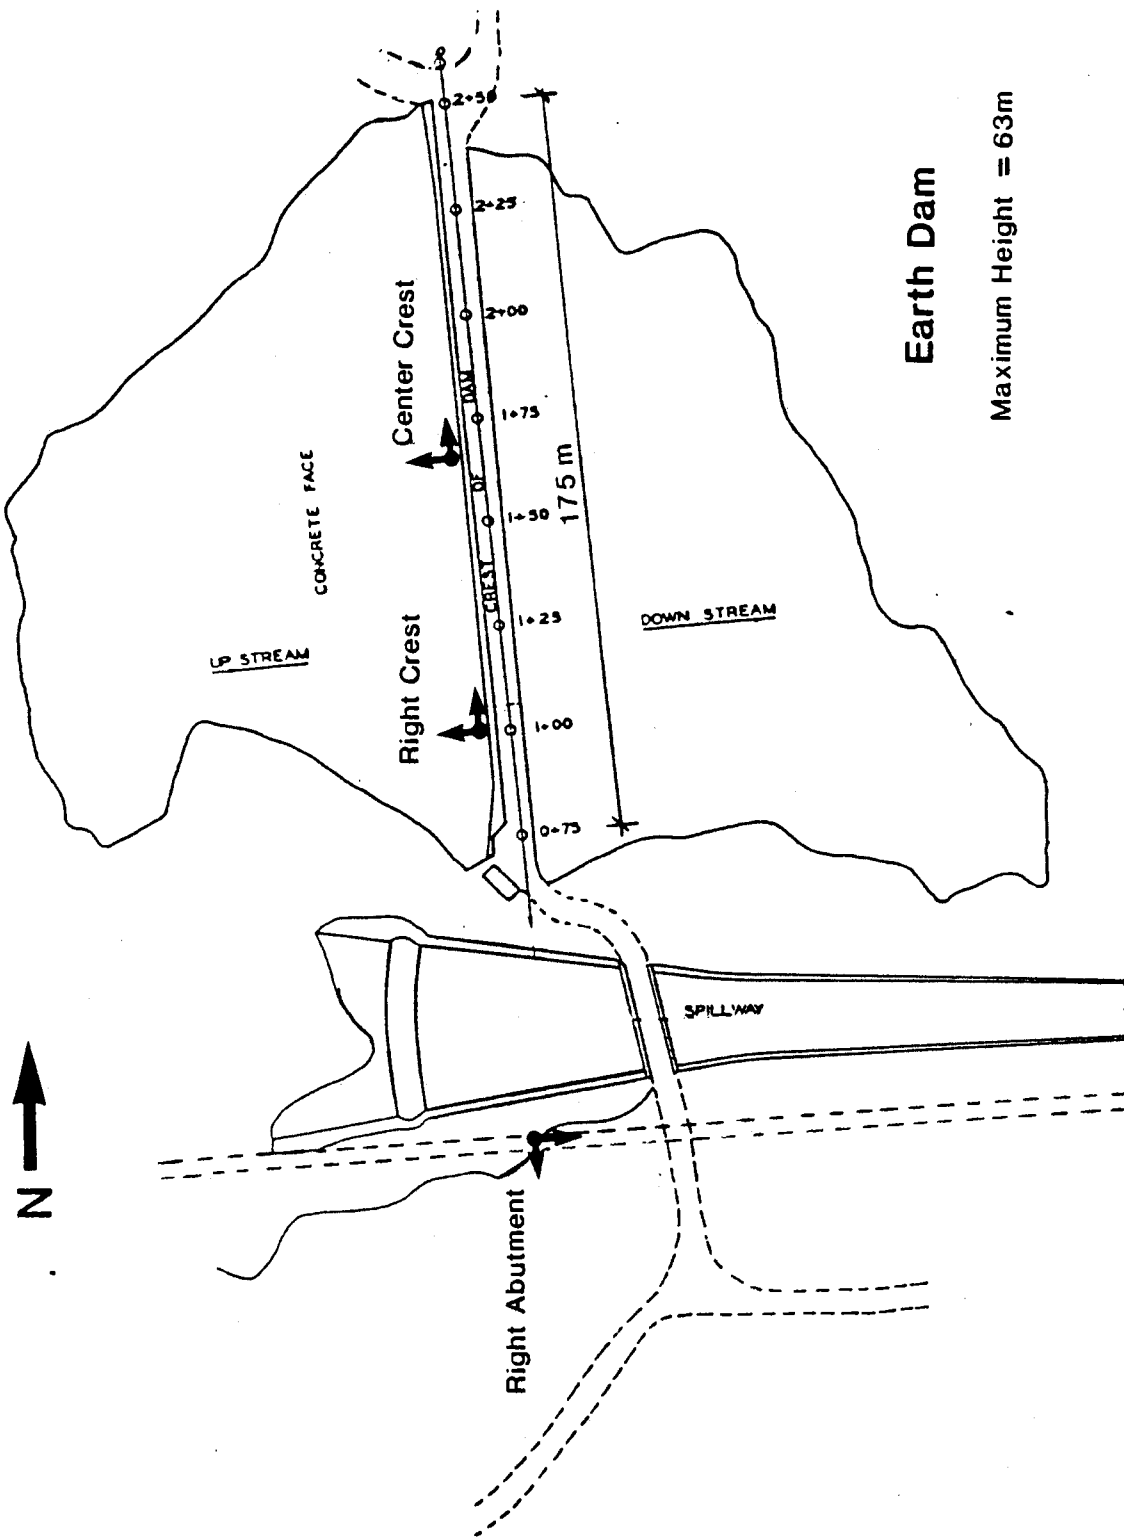 N
2+50
2+25
2+00
1+75
1+50
1+25
1+00
0+75
CREST OF DAM
Center Crest
Right Crest
CONCRETE FACE
UP STREAM
DOWN STREAM
175 m
SPILLWAY
Right Abutment
Earth Dam
Maximum Height = 63m